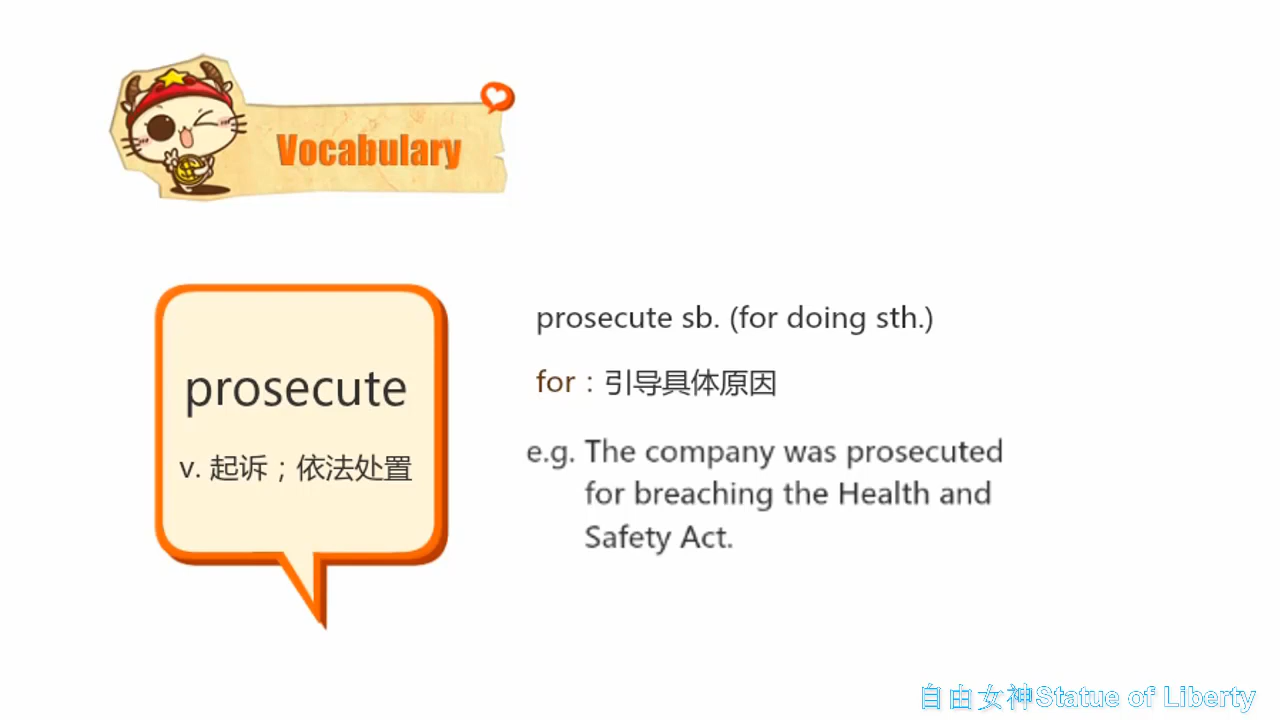 Vocabulary
prosecute
v. 起诉；依法处置
prosecute sb. (for doing sth.)
for：引导具体原因
e.g. The company was prosecuted
for breaching the Health and
Safety Act.
自由女神Statue of Liberty